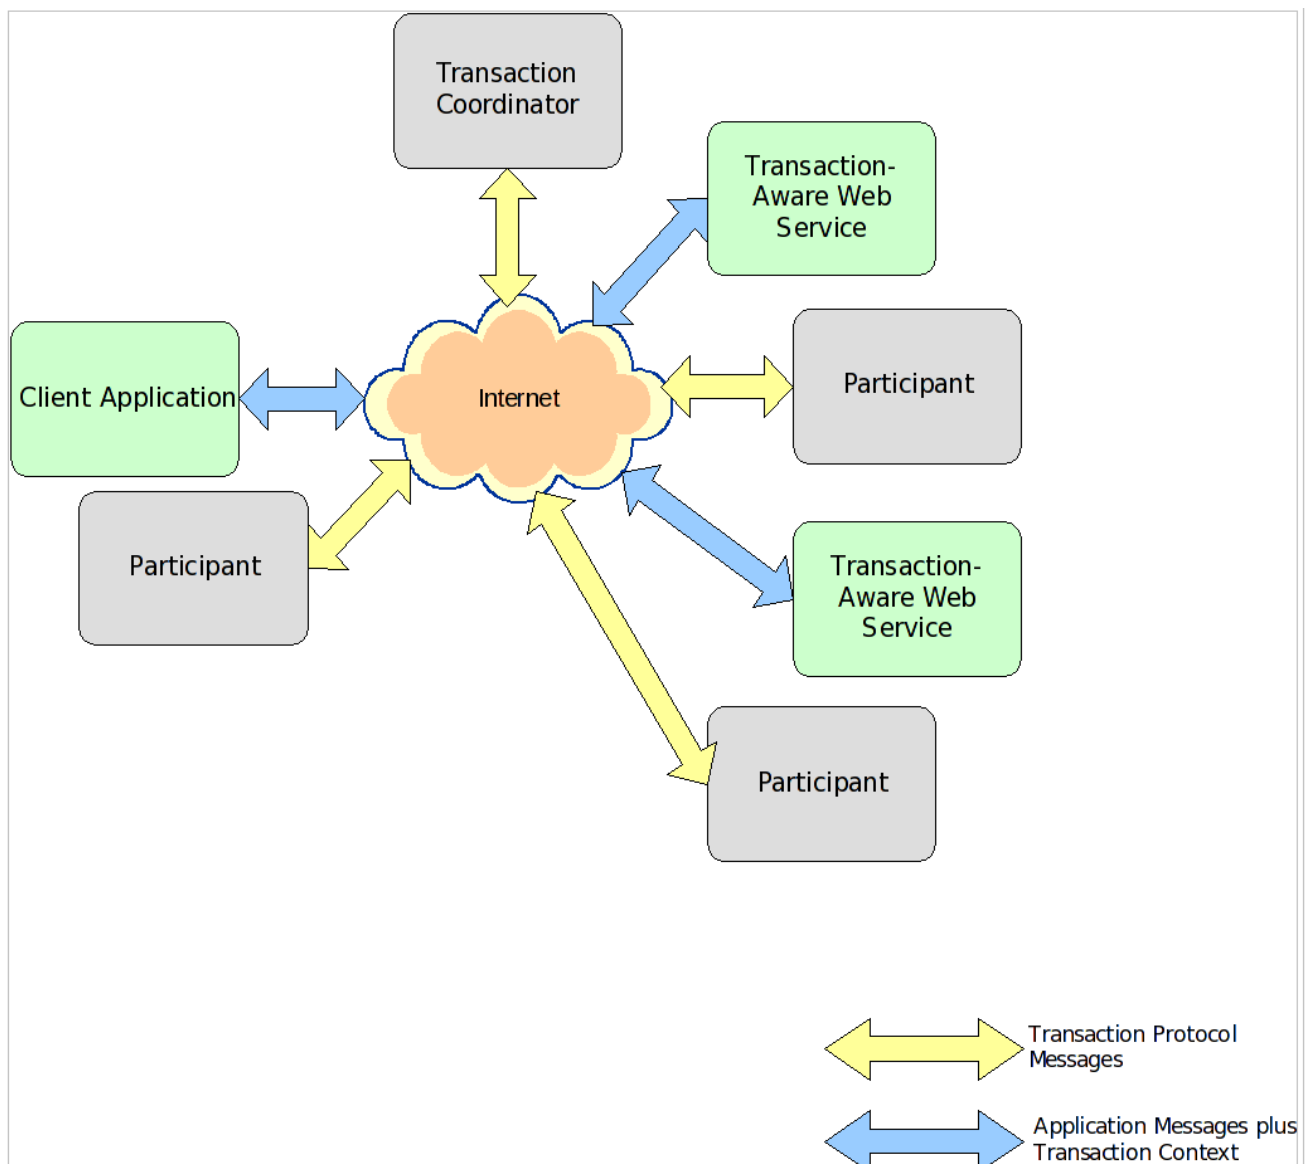 Transaction
Coordinator
Transaction-
Aware Web
Service
Client Application
Internet
Participant
Participant
Transaction-
Aware Web
Service
Participant
Transaction Protocol
Messages
Application Messages plus
Transaction Context